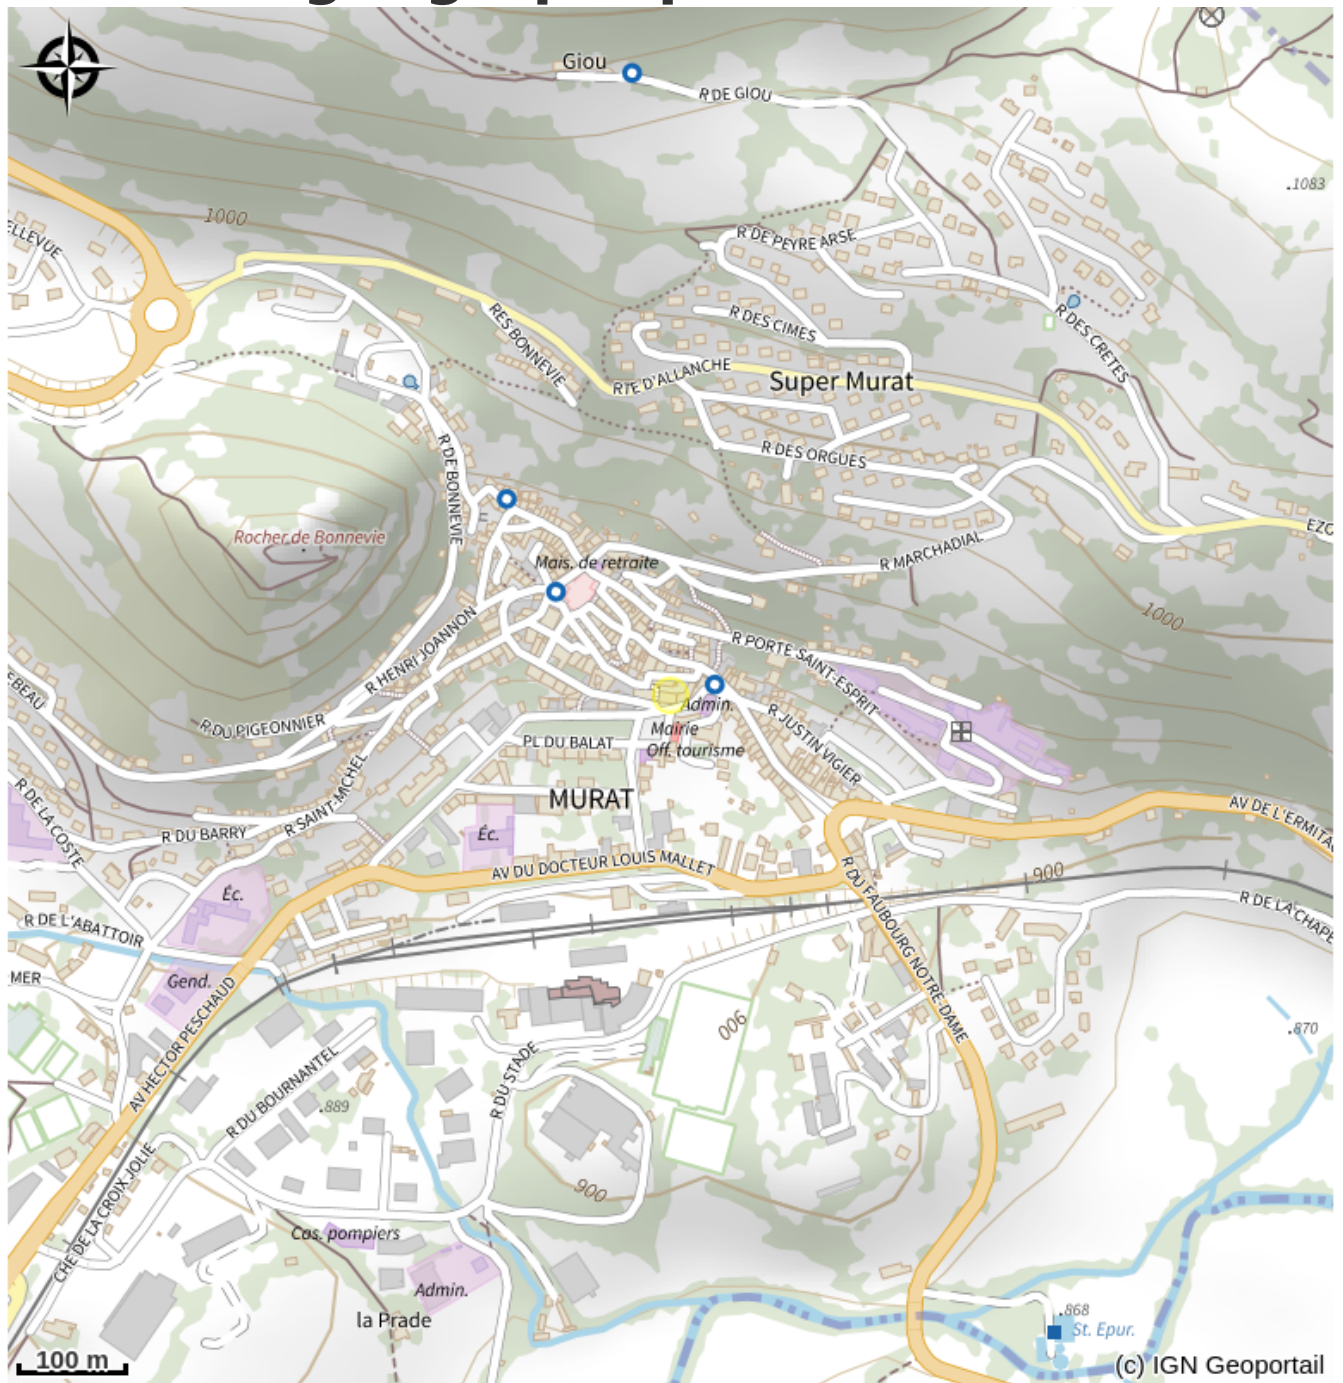 Giou
R DE GIOU
.1083
1000
ELLEVUE
R DE PEYRE ARSE
RES BONNEVIE
R DES CIMES
R DES CRETES
RTE D'ALLANCHE
Super Murat
R DE BONNEVIE
R DES ORGUES
EZO
Rocher de Bonnevie
Mais. de retraite
R MARCHADIAL
1000
R HENRI JOANNON
R PORTE SAINT-ESPRIT
EBEAU
R DU PIGEONNIER
Admin.
Mairie
R JUSTIN VIGIER
PL DU BALAT
Off. tourisme
R DE LA COSTE
R SAINT-MICHEL
MURAT
AV DE L'ERMITA
R DU BARRY
Éc.
AV DU DOCTEUR LOUIS MALLET
900
Éc.
R DU FAUBOURG NOTRE-DAME
R DE LA CHAPE
R DE L'ABATTOIR
MER
Gend.
AV HECTOR PESCHAUD
900
.870
R DU STADE
R DU BOURNANTEL
.889
CHE DE LA CROIX JOLIE
900
Cas. pompiers
Admin.
la Prade
.868
St. Epur.
100 m
(c) IGN Geoportail